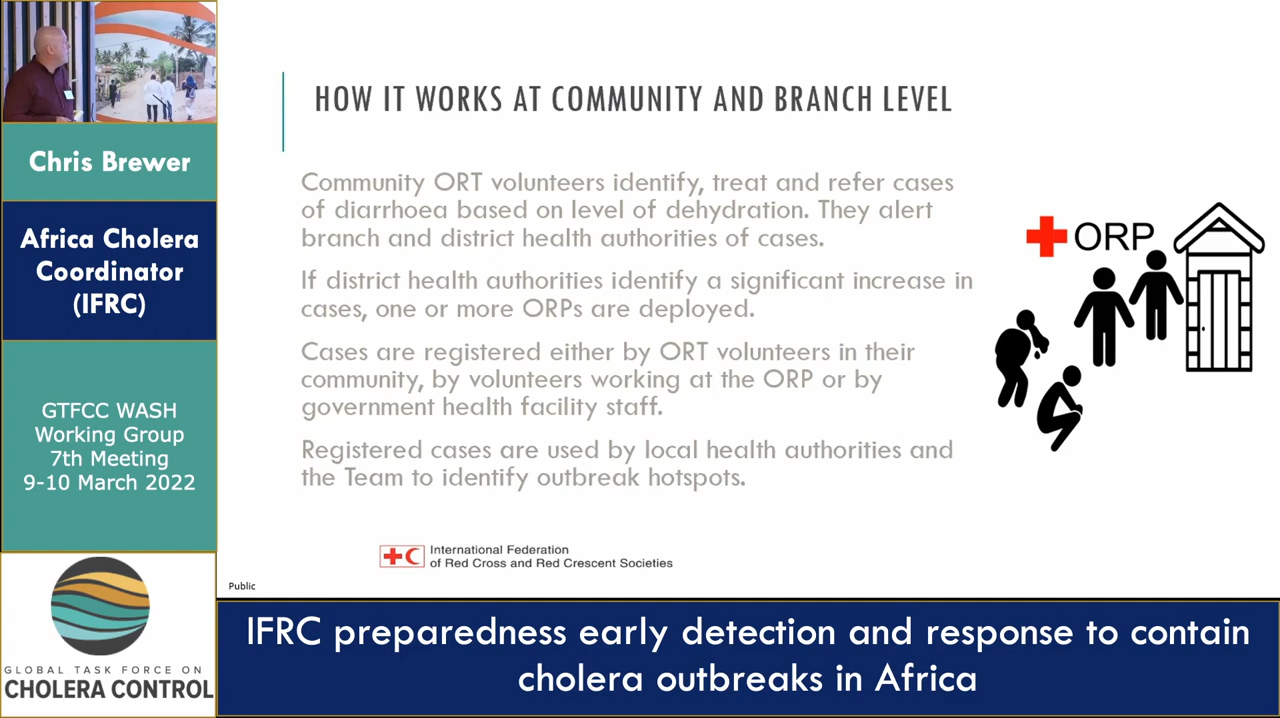 Chris Brewer
Africa Cholera
Coordinator
(IFRC)
GTFCC WASH
Working Group
7th Meeting
9-10 March 2022
GLOBAL TASK FORCE ON
CHOLERA CONTROL
HOW IT WORKS AT COMMUNITY AND BRANCH LEVEL
Community ORT volunteers identify, treat and refer cases
of diarrhoea based on level of dehydration. They alert
branch and district health authorities of cases.
If district health authorities identify a significant increase in
cases, one or more ORPs are deployed.
Cases are registered either by ORT volunteers in their
community, by volunteers working at the ORP or by
government health facility staff.
Registered cases are used by local health authorities and
the Team to identify outbreak hotspots.
ORP
International Federation
of Red Cross and Red Crescent Societies
Public
IFRC preparedness early detection and response to contain
cholera outbreaks in Africa